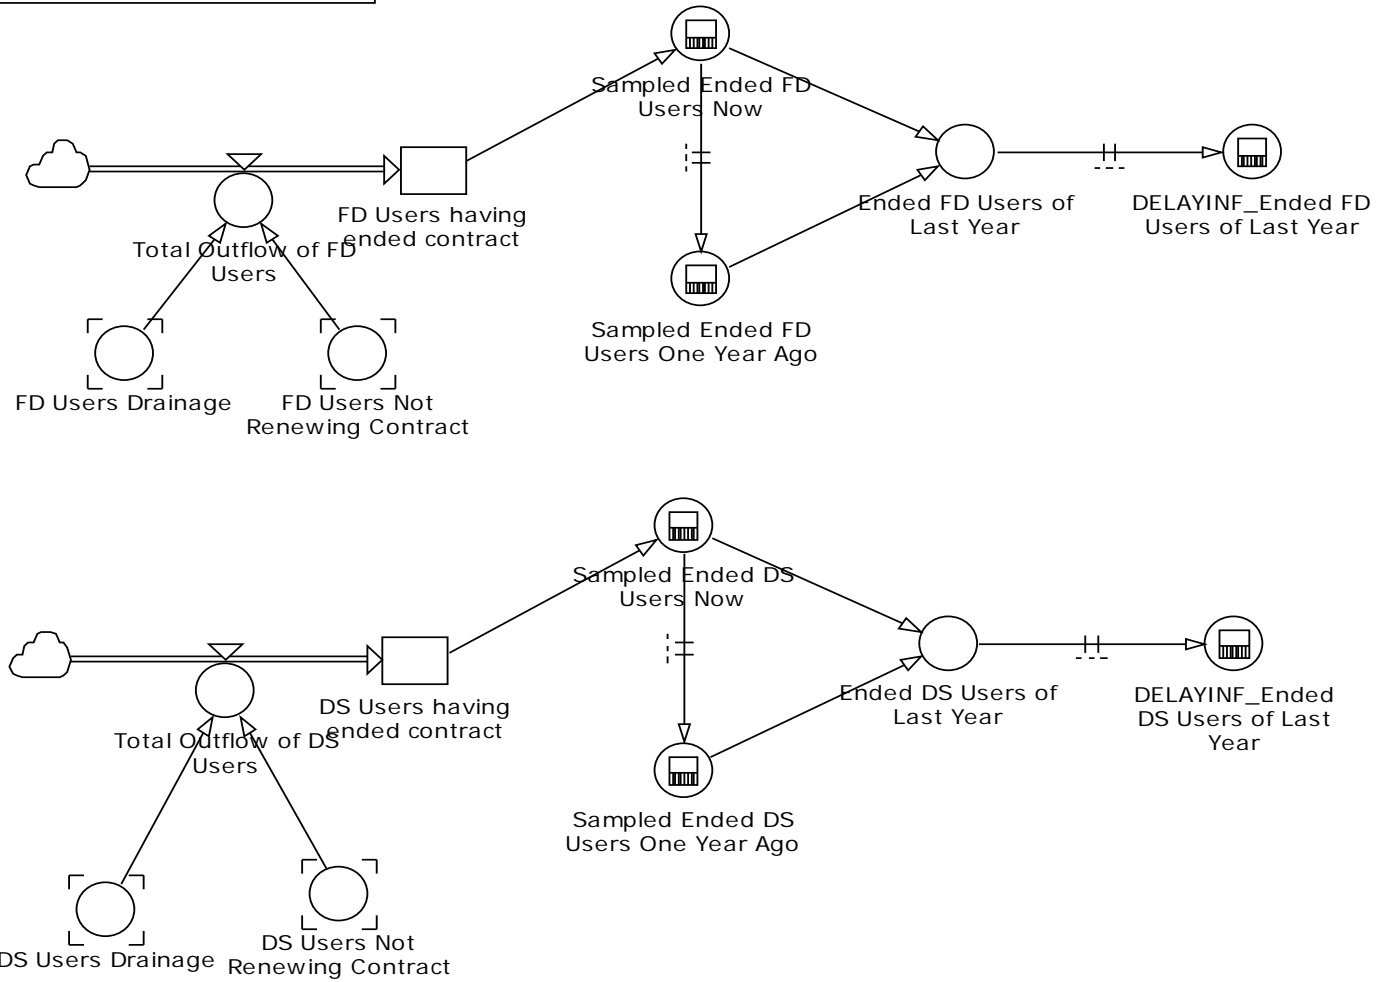 Sampled Ended FD
Users Now
FD Users having
ended contract
Ended FD Users of
Last Year
DELAYINF_Ended FD
Users of Last Year
Total Outflow of FD
Users
Sampled Ended FD
Users One Year Ago
FD Users Drainage
FD Users Not
Renewing Contract
Sampled Ended DS
Users Now
DS Users having
ended contract
Ended DS Users of
Last Year
DELAYINF_Ended
DS Users of Last
Year
Total Outflow of DS
Users
Sampled Ended DS
Users One Year Ago
DS Users Drainage
DS Users Not
Renewing Contract